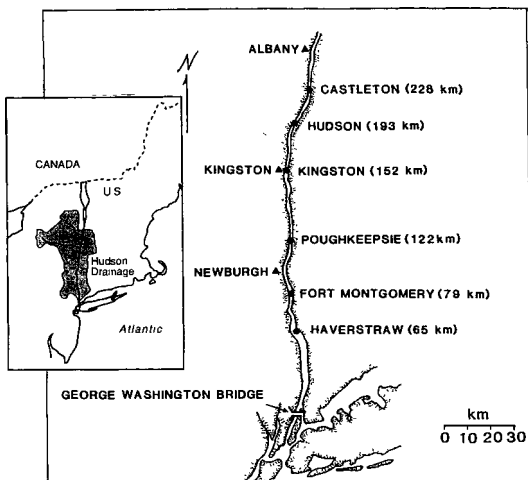 ALBANY
N
CASTLETON (228 km)
HUDSON (193 km)
CANADA
KINGSTON KINGSTON (152 km)
US
POUGHKEEPSIE (122km)
Hudson
Drainage
NEWBURGH
FORT MONTGOMERY (79 km)
Atlantic
HAVERSTRAW (65 km)
GEORGE WASHINGTON BRIDGE
km
0 10 20 30